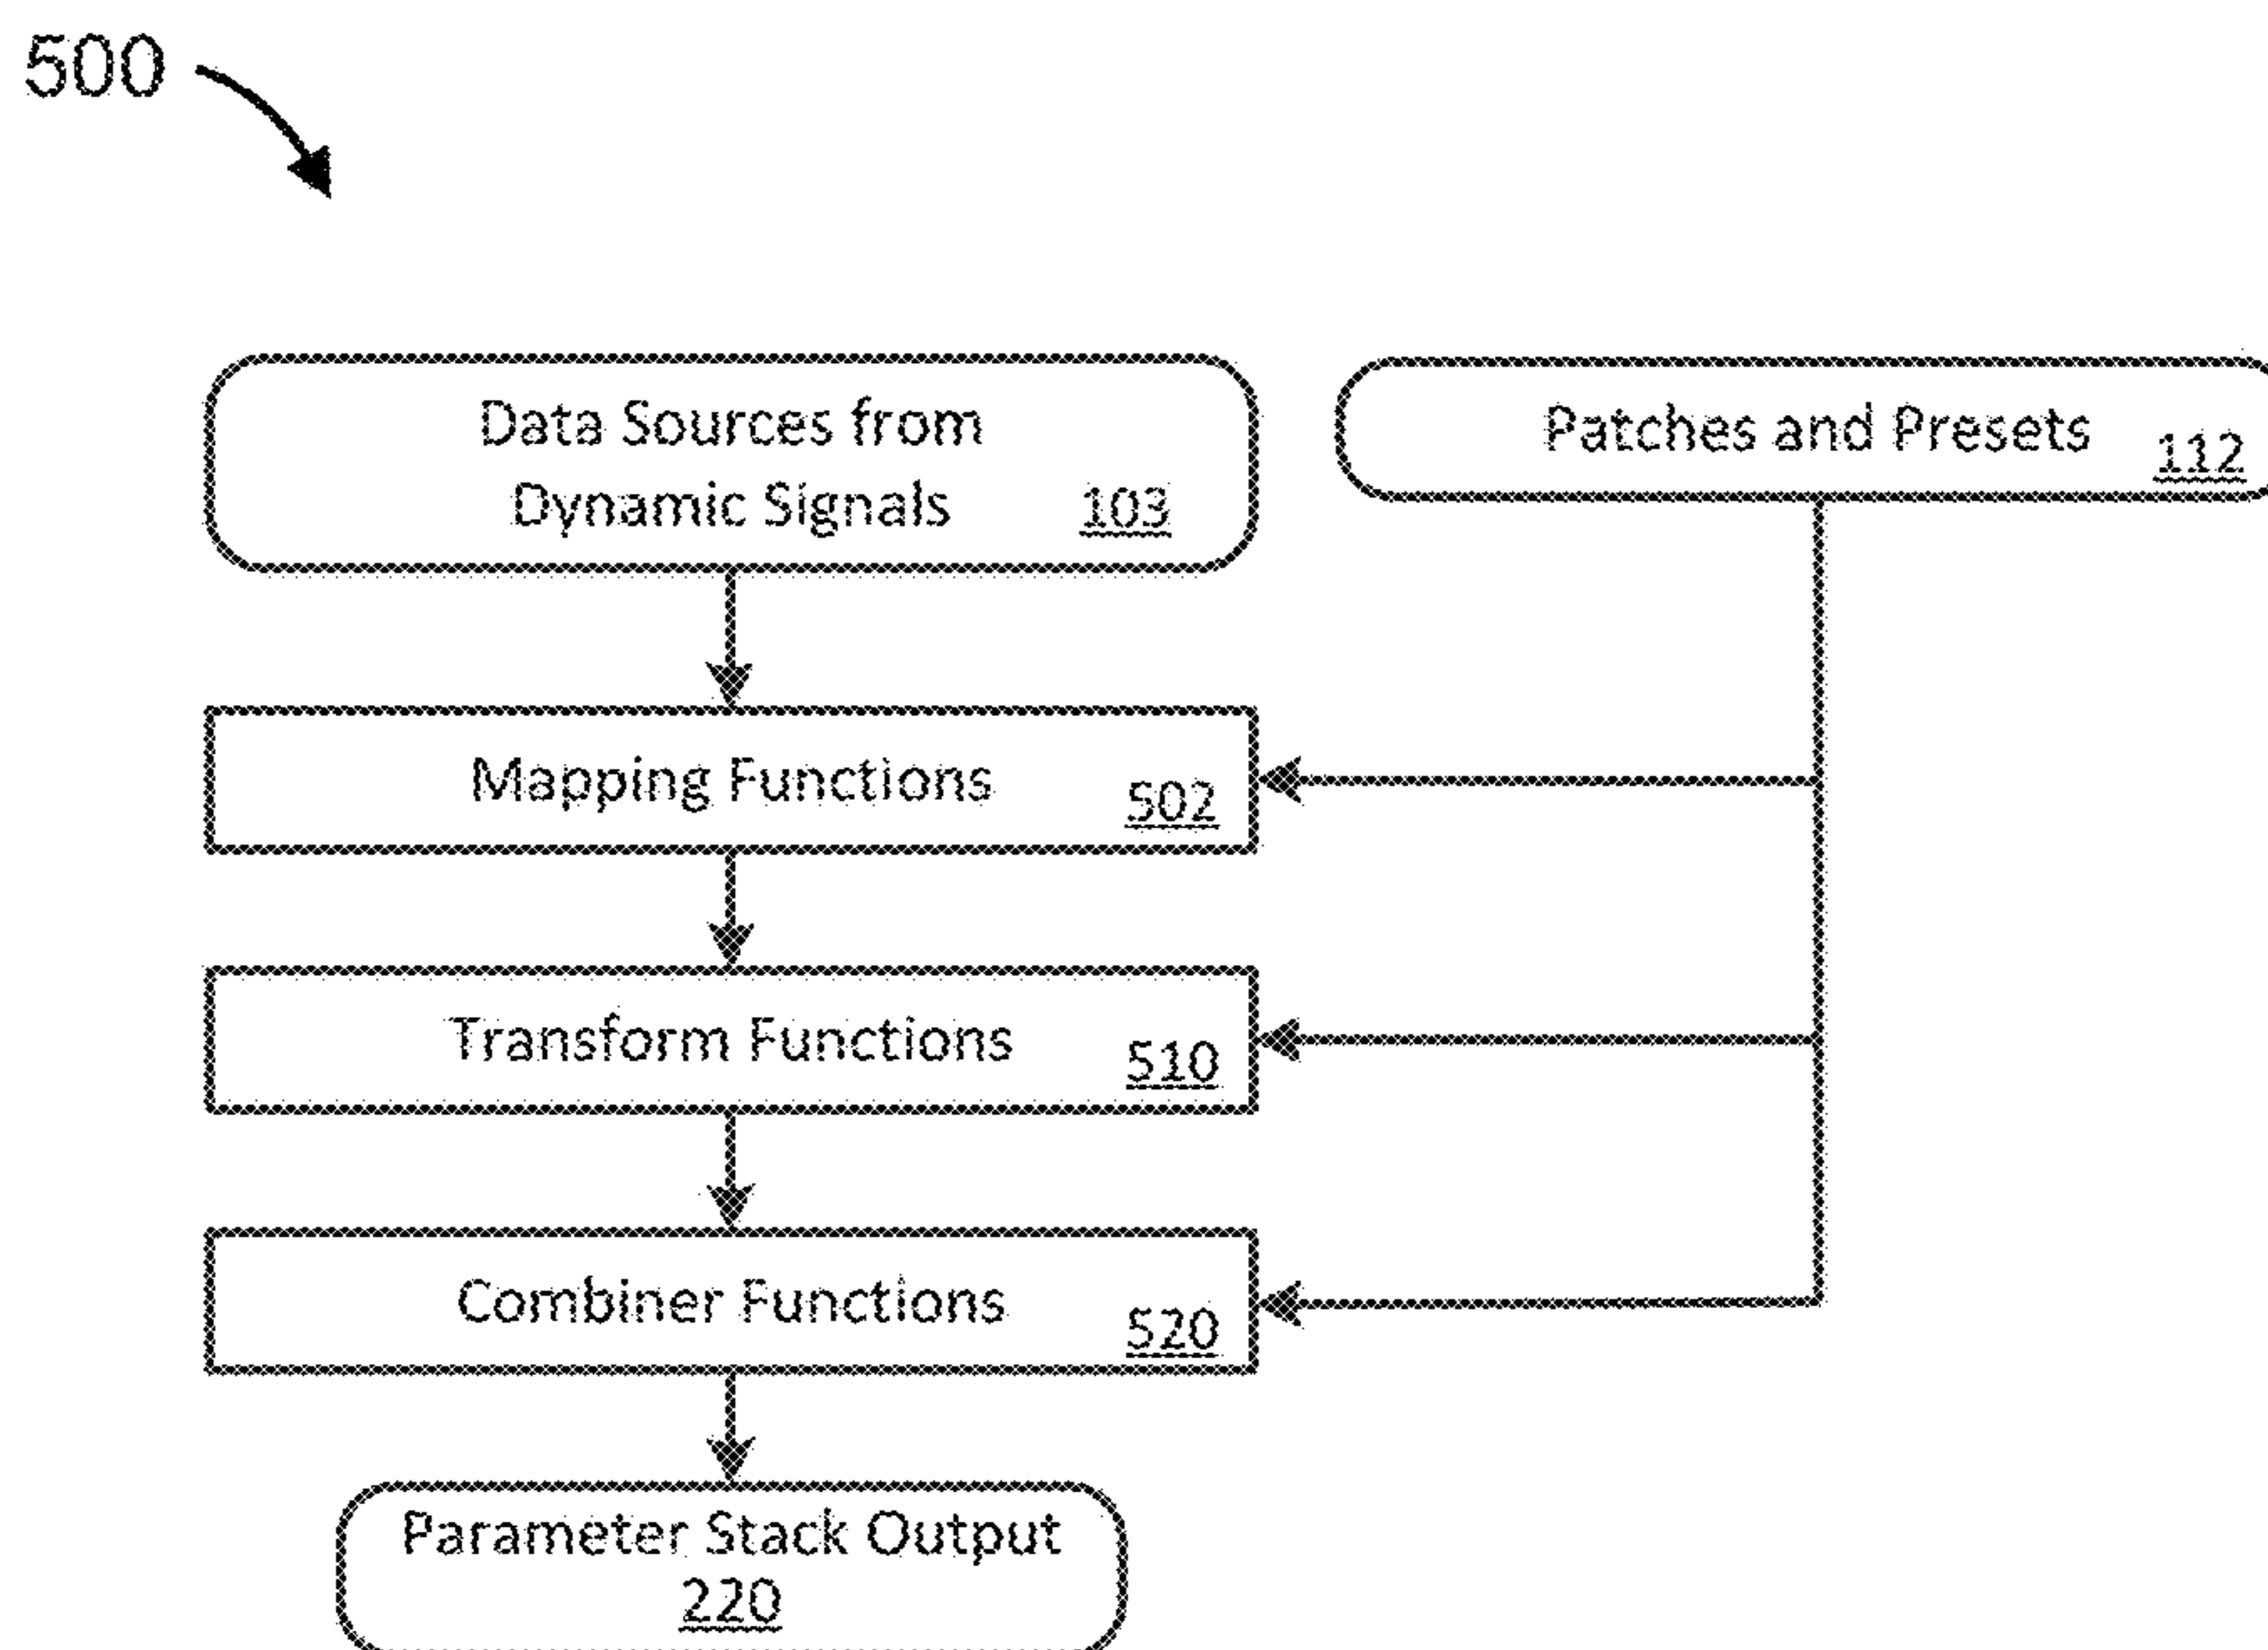 500
Data Sources from
Dynamic Signals 103
Patches and Presets 112
Mapping Functions 502
Transform Functions 510
Combiner Functions 520
Parameter Stack Output
220